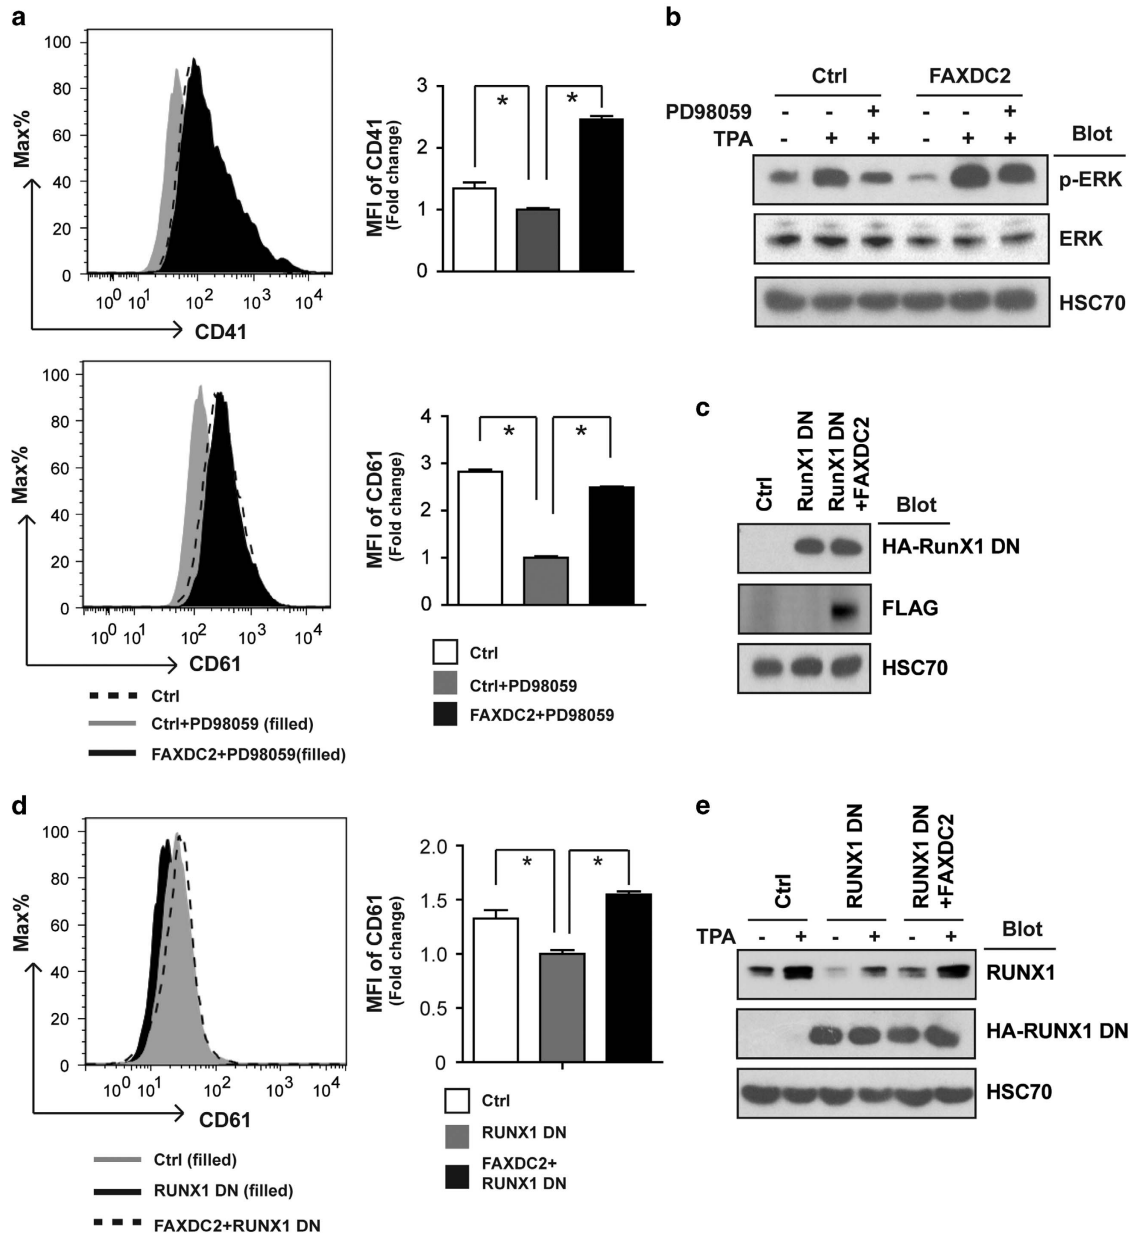 a
100
80
60
40
20
0
Max%
10^0 10^1 10^2 10^3 10^4
CD41
3
2
1
0
MFI of CD41
(Fold change)
* *
100
80
60
40
20
0
Max%
10^0 10^1 10^2 10^3 10^4
CD61
Ctrl
Ctrl+PD98059 (filled)
FAXDC2+PD98059(filled)
4
3
2
1
0
MFI of CD61
(Fold change)
* *
Ctrl
Ctrl+PD98059
FAXDC2+PD98059
b
Ctrl FAXDC2
PD98059 - - + - - +
TPA - + + - + + Blot
p-ERK
ERK
HSC70
c
Ctrl
RunX1 DN
RunX1 DN
+FAXDC2
Blot
HA-RunX1 DN
FLAG
HSC70
d
100
80
60
40
20
0
Max%
10^0 10^1 10^2 10^3 10^4
CD61
Ctrl (filled)
RUNX1 DN (filled)
FAXDC2+RUNX1 DN
2.0
1.5
1.0
0.5
0
MFI of CD61
(Fold change)
* *
Ctrl
RUNX1 DN
FAXDC2+
RUNX1 DN
e
Ctrl
RUNX1 DN
RUNX1 DN
+FAXDC2
TPA - + - + - + Blot
RUNX1
HA-RUNX1 DN
HSC70